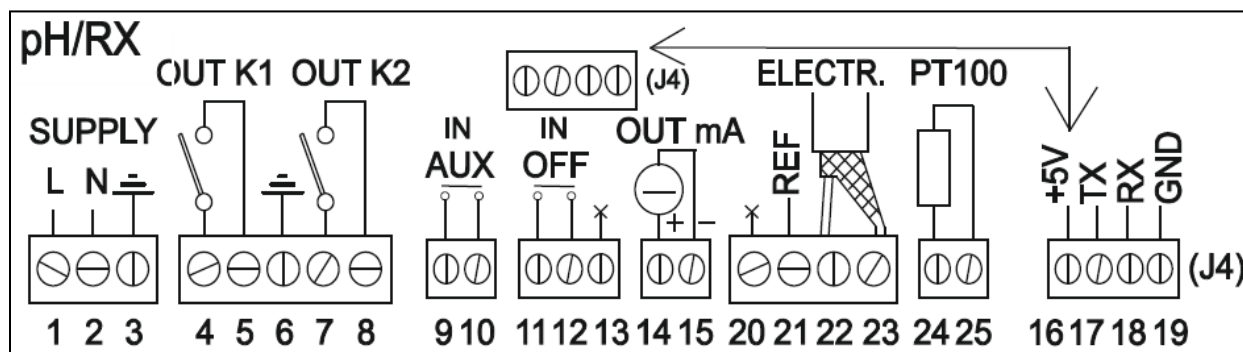 pH/RX
OUT K1 OUT K2 (J4) ELECTR. PT100
SUPPLY IN IN OUT mA
L N AUX OFF REF +5V TX RX GND
× + − ×
(J4)
1 2 3 4 5 6 7 8 9 10 11 12 13 14 15 20 21 22 23 24 25 16 17 18 19